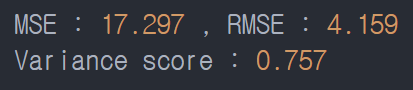 MSE : 17.297 , RMSE : 4.159
Variance score : 0.757